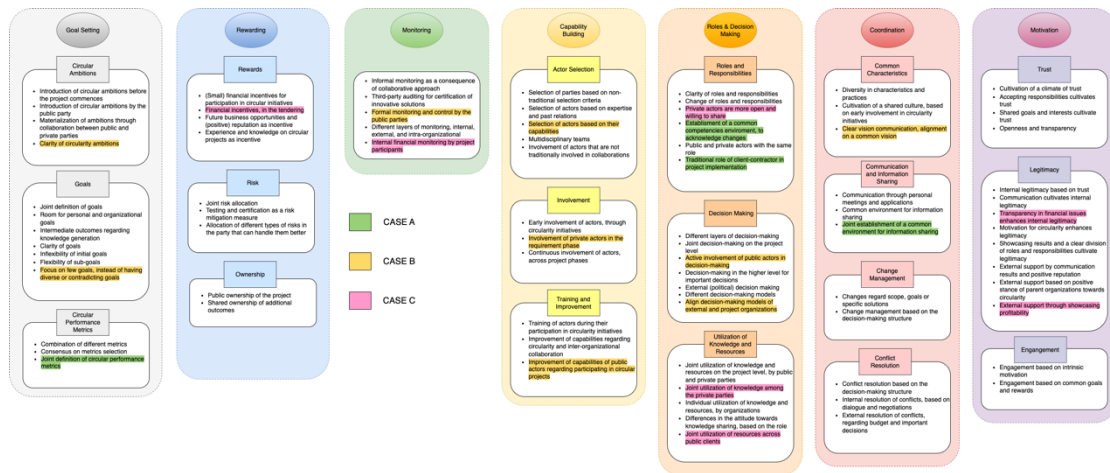 Goal Setting
Circular
Ambitions
Introduction of circular ambitions before
the project commences
Introduction of circular ambitions by the
public party
Materialization of ambitions through
collaboration between public and private
parties
Clarity of circularity ambitions
Goals
Joint definition of goals
Room for personal and organizational
goals
Intermediate outcomes regarding
knowledge generation
Clarity of goals
Inflexibility of initial goals
Flexibility of sub-goals
Focus on few goals, instead of having
diverse or contradicting goals
Circular
Performance
Metrics
Combination of different metrics
Consensus on metrics selection
Joint definition of circular performance
metrics
Rewarding
Rewards
(Small) financial incentives for
participation in circular initiatives
Financial incentives, in the tendering
Future business opportunities and
(positive) reputation as incentive
Experience and knowledge on circular
projects as incentive
Risk
Joint risk allocation
Testing and certification as a risk
mitigation measure
Allocation of different types of risks in
the party that can handle them better
Ownership
Public ownership of the project
Shared ownership of additional
outcomes
Monitoring
Informal monitoring as a consequence
of collaborative approach
Third-party auditing for certification of
innovative solutions
Formal monitoring and control by the
public parties
Different layers of monitoring, internal,
external, and intra-organizational
Internal financial monitoring by project
participants
CASE A
CASE B
CASE C
Capability
Building
Actor Selection
Selection of parties based on non-
traditional selection criteria
Selection of actors based on expertise
and past relations
Selection of actors based on their
capabilities
Multidisciplinary teams
Involvement of actors that are not
traditionally involved in collaborations
Involvement
Early involvement of actors, through
circularity initiatives
Involvement of private actors in the
requirement phase
Continuous involvement of actors,
across project phases
Training and
Improvement
Training of actors during their
participation in circularity initiatives
Improvement of capabilities regarding
circularity and inter-organizational
collaboration
Improvement of capabilities of public
actors regarding participating in circular
projects
Roles & Decision
Making
Roles and
Responsibilities
Clarity of roles and responsibilities
Change of roles and responsibilities
Private actors are more open and
willing to share
Establishment of a common
competencies environment, to
acknowledge changes
Public and private actors with the same
role
Traditional role of client-contractor in
project implementation
Decision Making
Different layers of decision-making
Joint decision-making on the project
level
Active involvement of public actors in
decision-making
Decision-making in the higher level for
important decisions
External (political) decision making
Different decision-making models
Align decision-making models of
external and project organizations
Utilization of
Knowledge and
Resources
Joint utilization of knowledge and
resources on the project level, by public
and private parties
Joint utilization of knowledge among
the private parties
Individual utilization of knowledge and
resources, by organizations
Differences in the attitude towards
knowledge sharing, based on the role
Joint utilization of resources across
public clients
Coordination
Common
Characteristics
Diversity in characteristics and
practices
Cultivation of a shared culture, based
on early involvement in circularity
initiatives
Clear vision communication, alignment
on a common vision
Communication
and Information
Sharing
Communication through personal
meetings and applications
Common environment for information
sharing
Joint establishment of a common
environment for information sharing
Change
Management
Changes regard scope, goals or
specific solutions
Change management based on the
decision-making structure
Conflict
Resolution
Conflict resolution based on the
decision-making structure
Internal resolution of conflicts, based on
dialogue and negotiations
External resolution of conflicts,
regarding budget and important
decisions
Motivation
Trust
Cultivation of a climate of trust
Accepting responsibilities cultivates
trust
Shared goals and interests cultivate
trust
Openness and transparency
Legitimacy
Internal legitimacy based on trust
Communication cultivates internal
legitimacy
Transparency in financial issues
enhances internal legitimacy
Motivation for circularity enhances
legitimacy
Showcasing results and a clear division
of roles and responsibilities cultivate
legitimacy
External support by communication
results and positive reputation
External support based on positive
stance of parent organizations towards
circularity
External support through showcasing
profitability
Engangement
Engagement based on intrinsic
motivation
Engagement based on common goals
and rewards